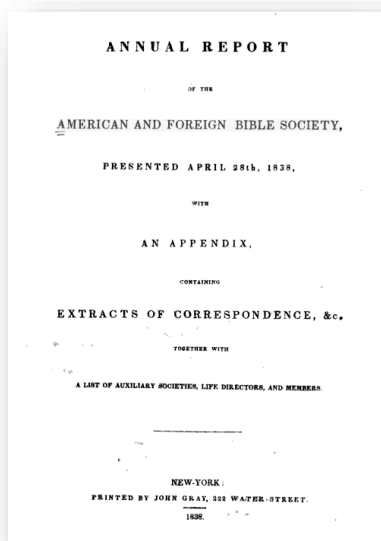 ANNUAL REPORT
OF THE
AMERICAN AND FOREIGN BIBLE SOCIETY,
PRESENTED APRIL 28th, 1838,
WITH
AN APPENDIX,
CONTAINING
EXTRACTS OF CORRESPONDENCE, &c.
TOGETHER WITH
A LIST OF AUXILIARY SOCIETIES, LIFE DIRECTORS, AND MEMBERS.
NEW-YORK:
PRINTED BY JOHN GRAY, 222 WATER-STREET.
1838.